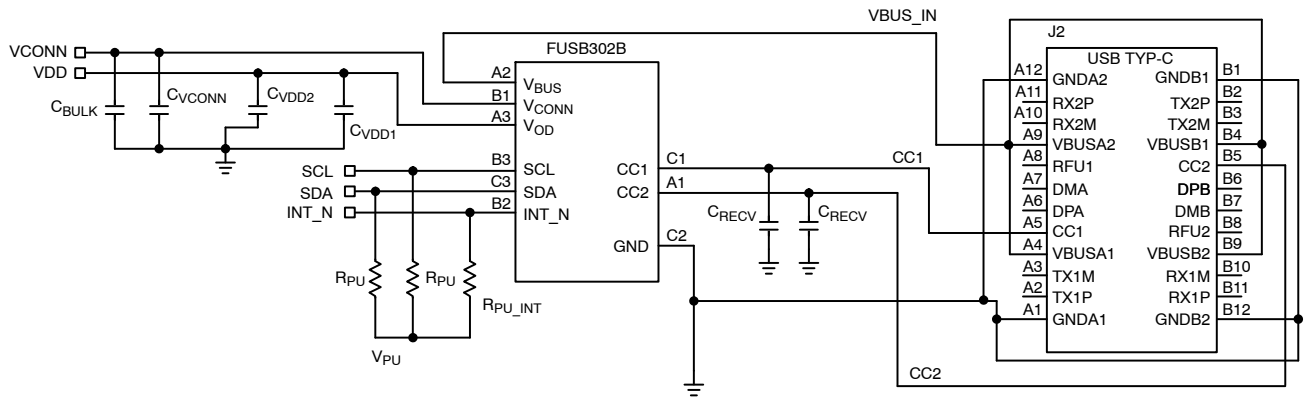 VBUS_IN
J2
FUSB302B
USB TYP-C
VCONN
VDD
CBULK
CVCONN
CVDD2
CVDD1
A2
B1
A3
VBUS
VCONN
VOD
SCL
SDA
INT_N
B3
C3
B2
SCL
SDA
INT_N
CC1
CC2
GND
C1
A1
C2
CC1
CRECV
CRECV
RPU
RPU
RPU_INT
VPU
CC2
A12 GNDA2
A11 RX2P
A10 RX2M
A9 VBUSA2
A8 RFU1
A7 DMA
A6 DPA
A5 CC1
A4 VBUSA1
A3 TX1M
A2 TX1P
A1 GNDA1
GNDB1 B1
TX2P B2
TX2M B3
VBUSB1 B4
CC2 B5
DPB B6
DMB B7
RFU2 B8
VBUSB2 B9
RX1M B10
RX1P B11
GNDB2 B12